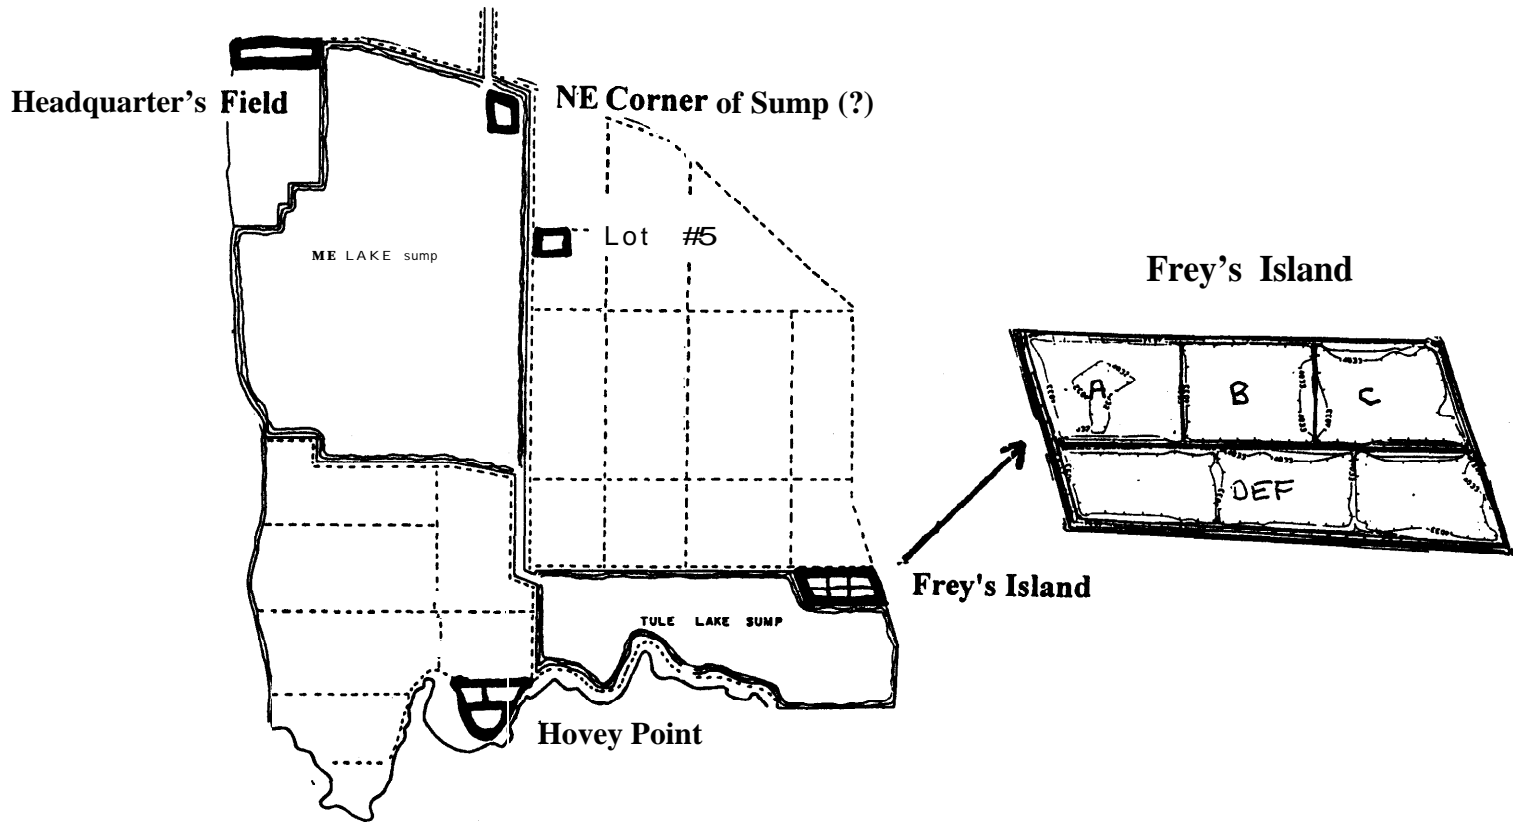 Headquarter's Field
NE Corner of Sump (?)
Lot #5
ME LAKE sump
Frey's Island
A
B
C
DEF
Frey's Island
TULE LAKE SUMP
Hovey Point